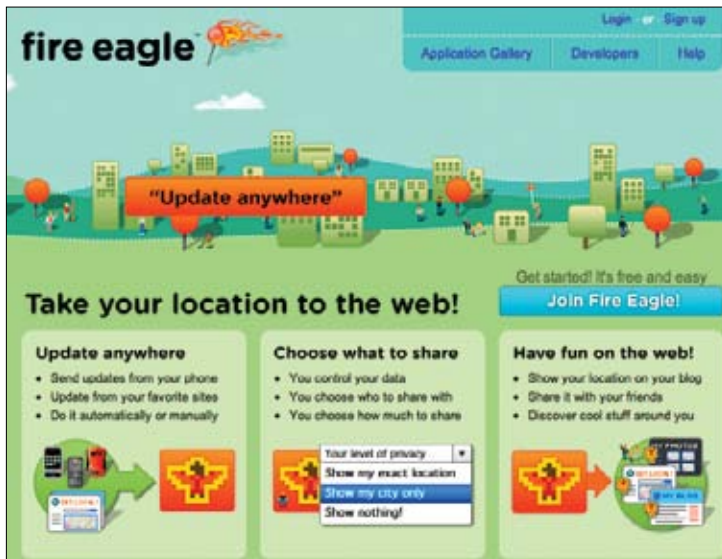 Login or Sign up
fire eagle™
Application Gallery Developers Help
"Update anywhere"
Get started! It's free and easy
Take your location to the web!
Join Fire Eagle!
Update anywhere
• Send updates from your phone
• Update from your favorite sites
• Do it automatically or manually
Choose what to share
• You control your data
• You choose who to share with
• You choose how much to share
Your level of privacy
Show my exact location
Show my city only
Show nothing!
Have fun on the web!
• Show your location on your blog
• Share it with your friends
• Discover cool stuff around you
MY PHOTOS
MY BLOG